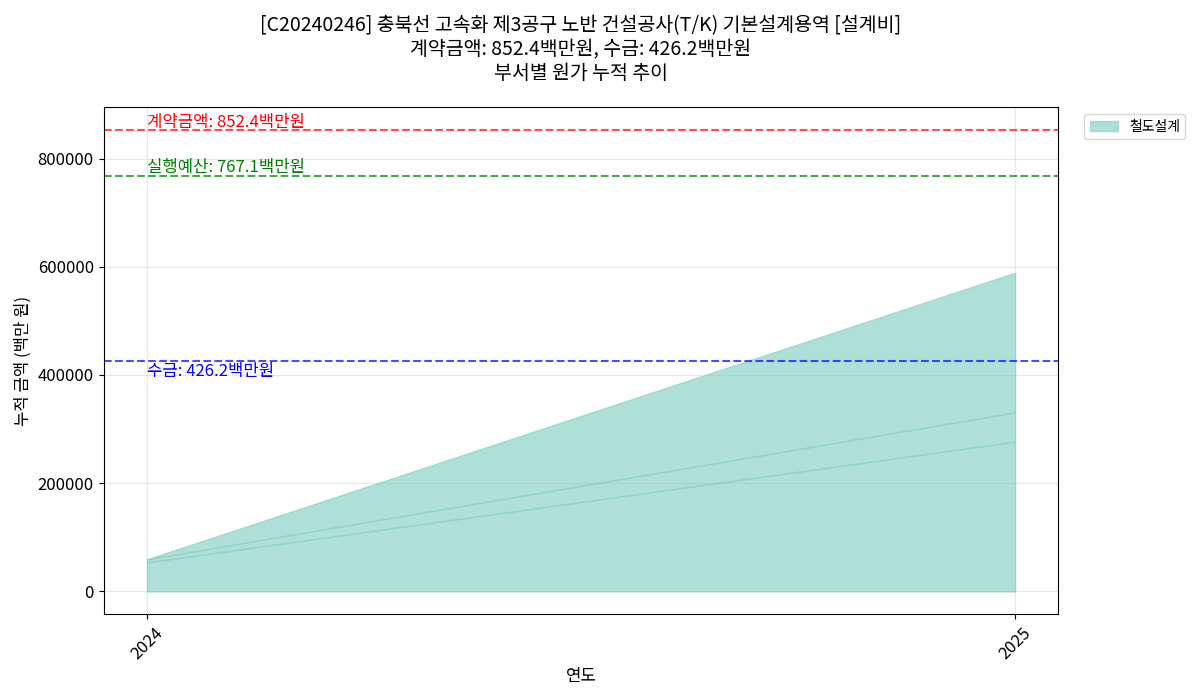 [C20240246] 충북선 고속화 제3공구 노반 건설공사(T/K) 기본설계용역 [설계비]
계약금액: 852.4백만원, 수금: 426.2백만원
부서별 원가 누적 추이
계약금액: 852.4백만원
철도설계
800000
실행예산: 767.1백만원
600000
누적 금액 (백만 원)
400000
수금: 426.2백만원
200000
0
2024
2025
연도